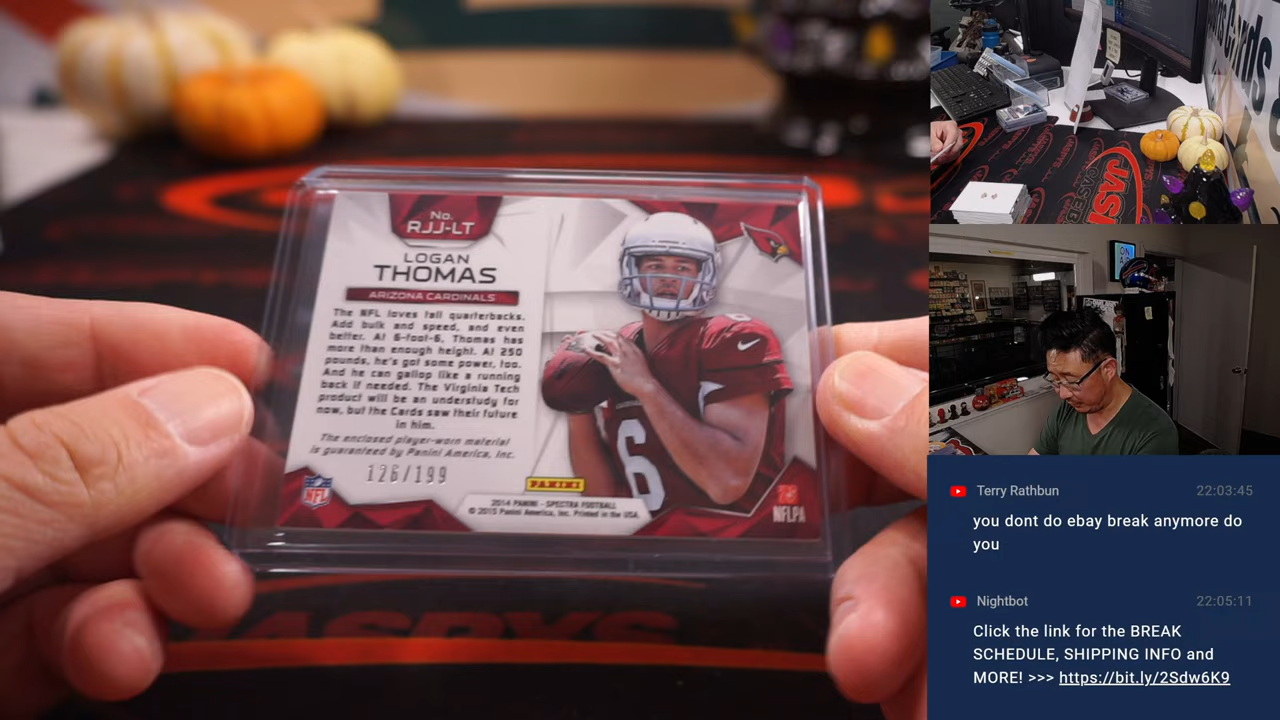 No.
RJJ-LT
LOGAN
THOMAS
ARIZONA CARDINALS
The NFL loves tall quarterbacks.
Add bulk and speed, and even
better. At 6-foot-6, Thomas has
more than enough height. At 250
pounds, he's got some power, too.
And he can gallop like a running
back if needed. The Virginia Tech
product will be an understudy for
now, but the Cards saw their future
in him.
The enclosed player-worn material
is guaranteed by Panini America, Inc.
126/199
NFL
PANINI
2014 PANINI - SPECTRA FOOTBALL
© 2015 Panini America, Inc. Printed in the USA.
6
NFLPA
JASPYS
Terry Rathbun 22:03:45
you dont do ebay break anymore do
you
Nightbot 22:05:11
Click the link for the BREAK
SCHEDULE, SHIPPING INFO and
MORE! >>> https://bit.ly/2Sdw6K9